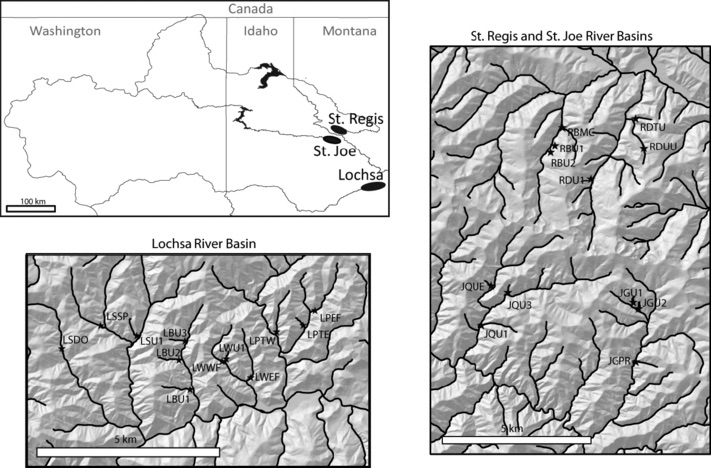 Canada
Washington
Idaho
Montana
St. Regis
St. Joe
Lochsa
100 km
Lochsa River Basin
LPEF
LSSP
LPTE
LSDO
LSU1
LBU3
LPTW
LWU1
LBU2
LWWF
LWEF
LBU1
5 km
St. Regis and St. Joe River Basins
RDTU
RBMC
RBU1
RDUU
RBU2
RDU1
JQUE
JQU3
JGU1
JGU2
JQU1
JGPR
5 km